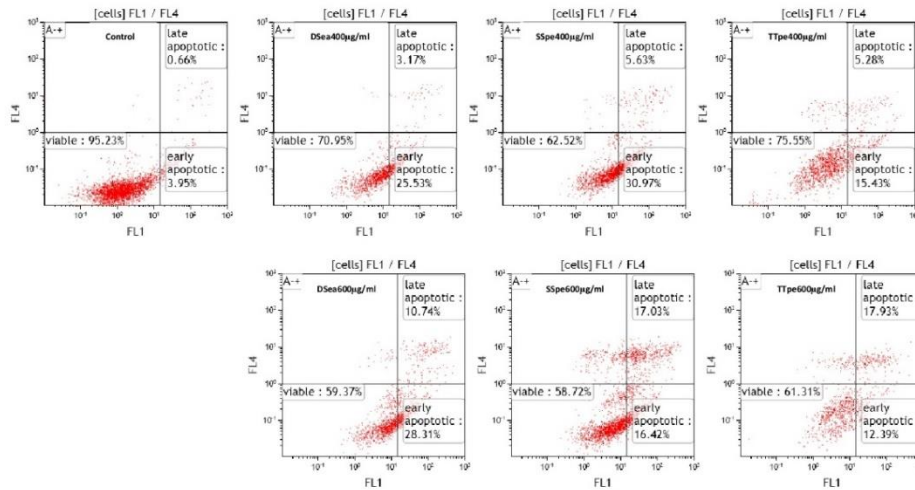 [cells] FL1 / FL4
A-+
Control
late
apoptotic :
0.66%
viable : 95.23%
early
apoptotic :
3.95%
FL4
FL1
[cells] FL1 / FL4
A-+
DSea400µg/ml
late
apoptotic :
3.17%
viable : 70.95%
early
apoptotic :
25.53%
FL4
FL1
[cells] FL1 / FL4
A-+
SSpe400µg/ml
late
apoptotic :
5.63%
viable : 62.52%
early
apoptotic :
30.97%
FL4
FL1
[cells] FL1 / FL4
A-+
TTpe400µg/ml
late
apoptotic :
5.28%
viable : 75.55%
early
apoptotic :
15.43%
FL4
FL1
[cells] FL1 / FL4
A-+
DSea600µg/ml
late
apoptotic :
10.74%
viable : 59.37%
early
apoptotic :
28.31%
FL4
FL1
[cells] FL1 / FL4
A-+
SSpe600µg/ml
late
apoptotic :
17.03%
viable : 58.72%
early
apoptotic :
16.42%
FL4
FL1
[cells] FL1 / FL4
A-+
TTpe600µg/ml
late
apoptotic :
17.93%
viable : 61.31%
early
apoptotic :
12.39%
FL4
FL1